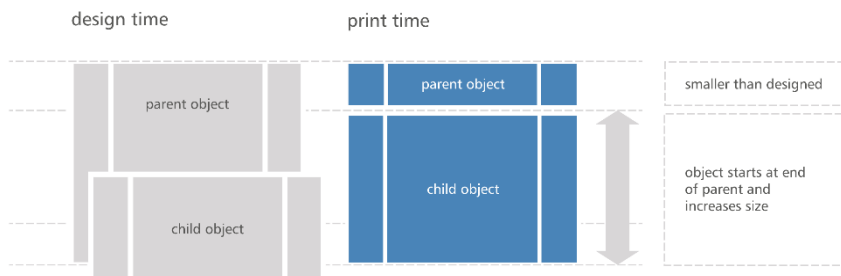 design time
print time
parent object
parent object
smaller than designed
child object
object starts at end
of parent and
increases size
child object